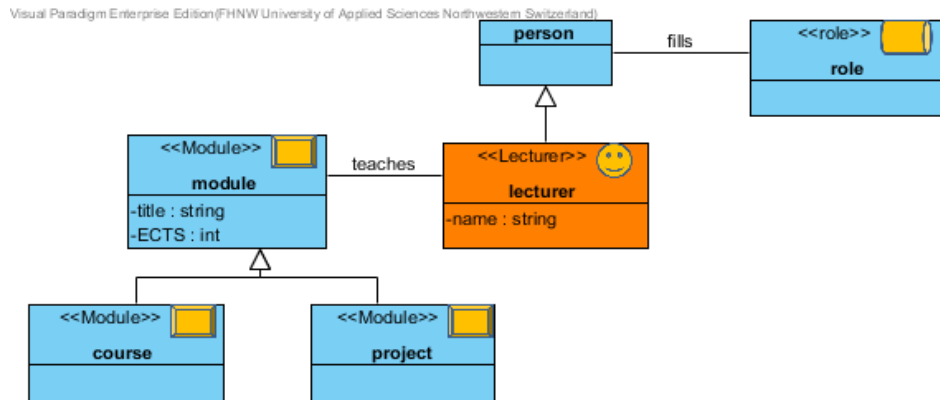 Visual Paradigm Enterprise Edition(FHNW University of Applied Sciences Northwestern Switzerland)
person
fills
<<role>>
role
<<Module>>
module
-title : string
-ECTS : int
teaches
<<Lecturer>>
lecturer
-name : string
<<Module>>
course
<<Module>>
project